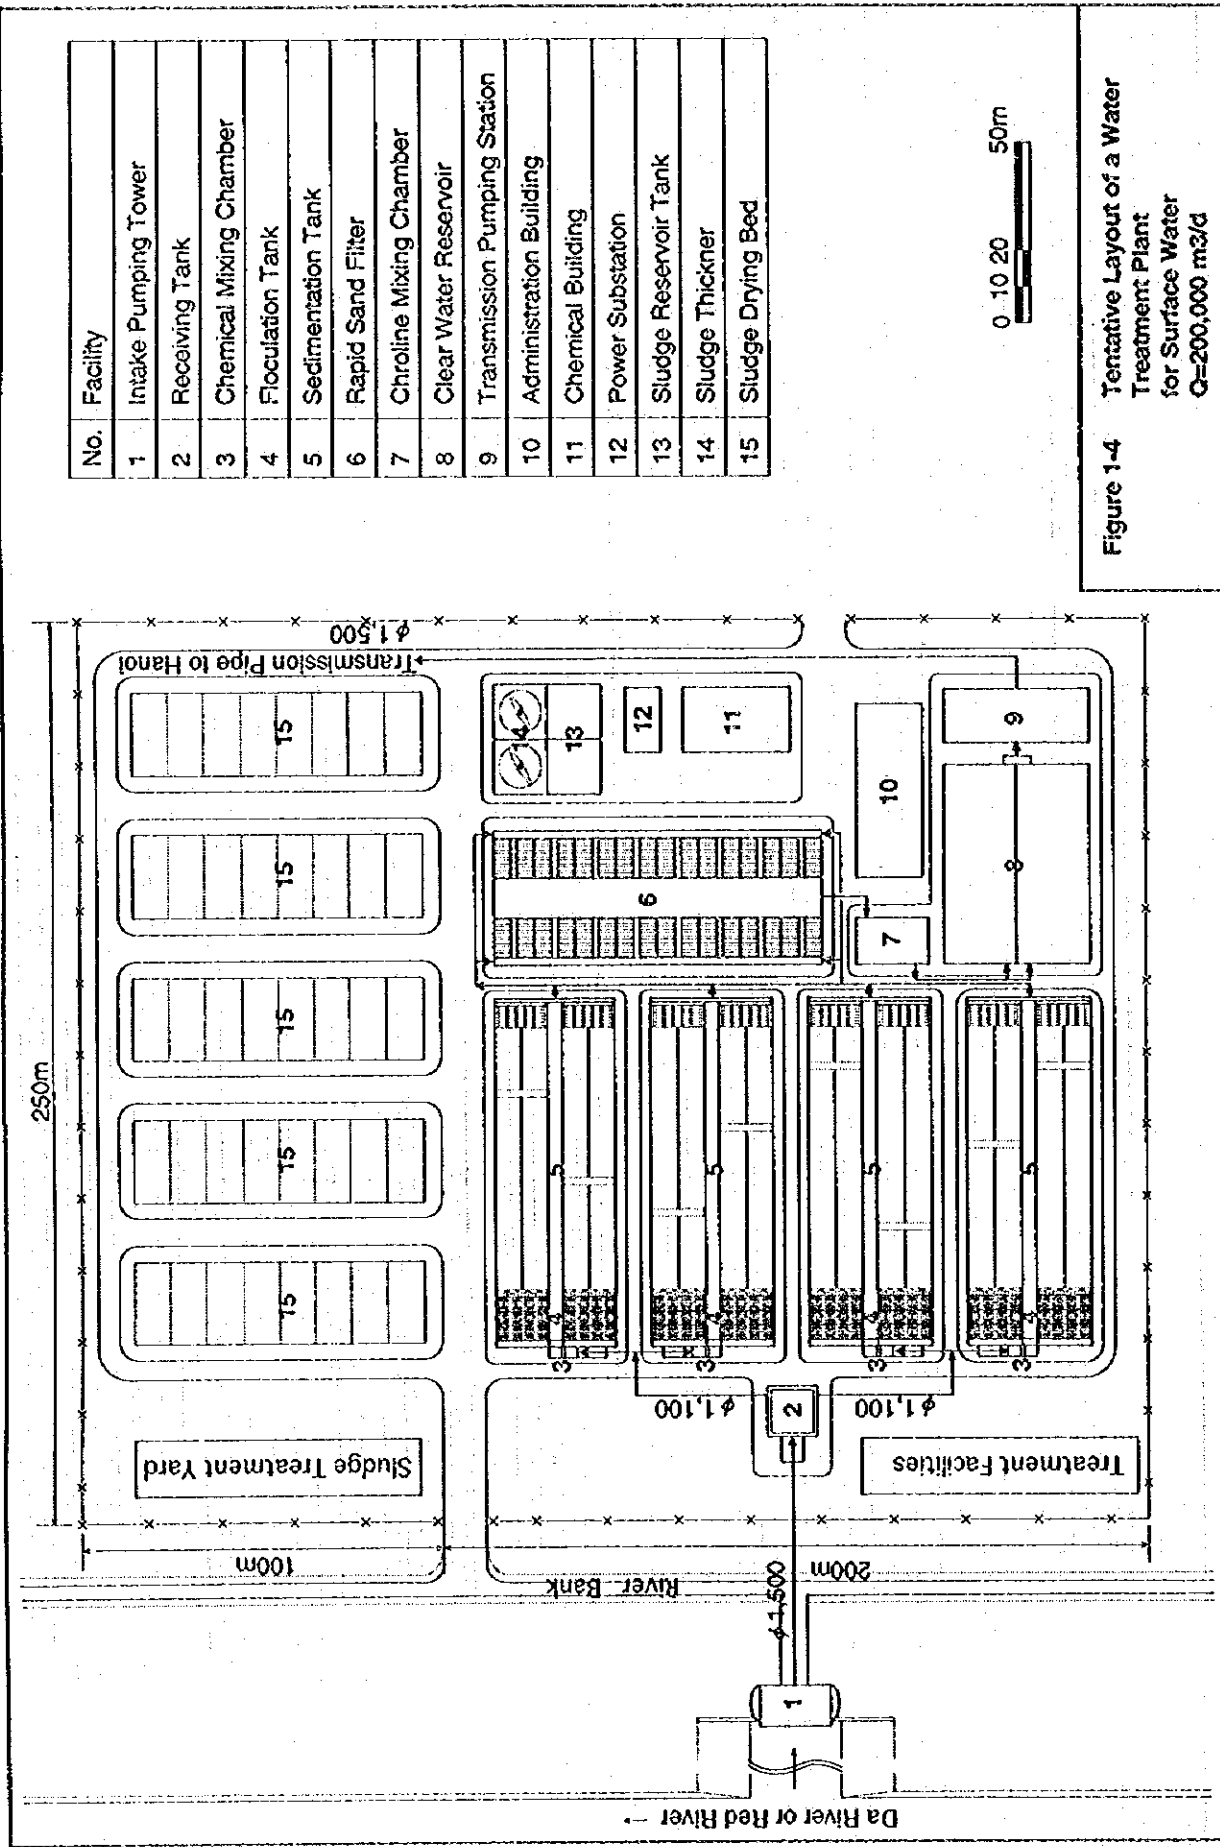 No. Facility
1 Intake Pumping Tower
2 Receiving Tank
3 Chemical Mixing Chamber
4 Floculation Tank
5 Sedimentation Tank
6 Rapid Sand Filter
7 Chroline Mixing Chamber
8 Clear Water Reservoir
9 Transmission Pumping Station
10 Administration Building
11 Chemical Building
12 Power Substation
13 Sludge Reservoir Tank
14 Sludge Thickner
15 Sludge Drying Bed
0 10 20 50m
Figure 1-4 Tentative Layout of a Water
Treatment Plant
for Surface Water
Q=200,000 m3/d
250m
Transmission Pipe to Hanoi
φ1,500
15
15
15
15
15
14
13
12
11
10
9
8
7
6
5
5
5
5
4
4
4
4
3
3
3
3
φ1,100
φ1,100
2
Sludge Treatment Yard
Treatment Facilities
100m
200m
River Bank
φ1,500
1
Da River or Red River